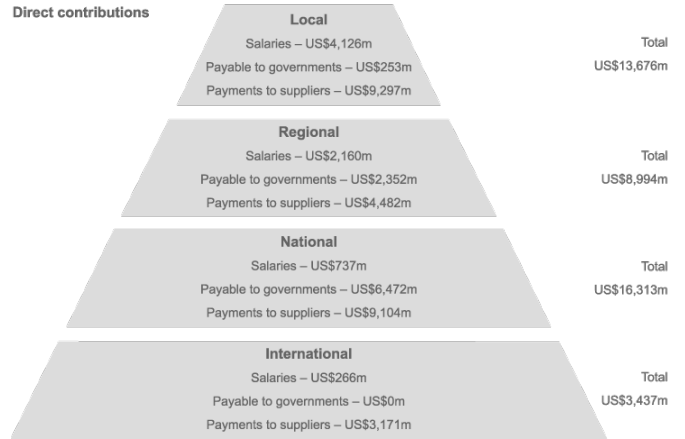 Direct contributions
Local
Salaries – US$4,126m
Payable to governments – US$253m
Payments to suppliers – US$9,297m
Total
US$13,676m
Regional
Salaries – US$2,160m
Payable to governments – US$2,352m
Payments to suppliers – US$4,482m
Total
US$8,994m
National
Salaries – US$737m
Payable to governments – US$6,472m
Payments to suppliers – US$9,104m
Total
US$16,313m
International
Salaries – US$266m
Payable to governments – US$0m
Payments to suppliers – US$3,171m
Total
US$3,437m